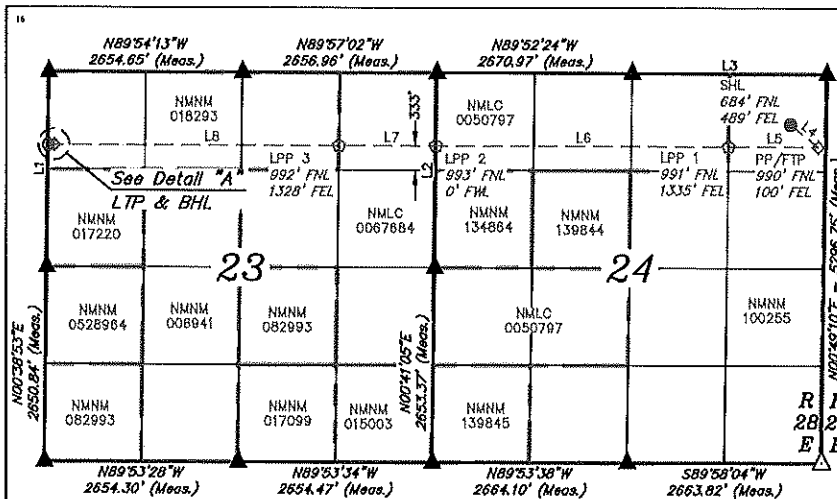 16
N89°54'13"W
2654.65' (Meas.)
N89°57'02"W
2656.96' (Meas.)
N89°52'24"W
2670.97' (Meas.)
L3
SHL
684' FNL
489' FEL
NMNM
018293
NMLC
0050797
333'
L8
L7
L6
L5
L4
L1
L2
See Detail "A"
LTP & BHL
LPP 3
992' FNL
1328' FEL
LPP 2
993' FNL
0' FWL
LPP 1
991' FNL
1335' FEL
PP/FTP
990' FNL
100' FEL
NMNM
017220
NMLC
0067684
NMNM
134864
NMNM
139844
23
24
N00°38'53"E
2650.84' (Meas.)
NMNM
0528964
NMNM
006941
NMNM
082993
N00°41'05"E
2653.37' (Meas.)
NMLC
0050797
NMNM
100255
NMNM
082993
NMNM
017099
NMNM
015003
NMNM
139845
R
28
E
N89°53'28"W
2654.30' (Meas.)
N89°53'34"W
2654.47' (Meas.)
N89°53'38"W
2664.10' (Meas.)
S89°58'04"W
2663.82' (Meas.)